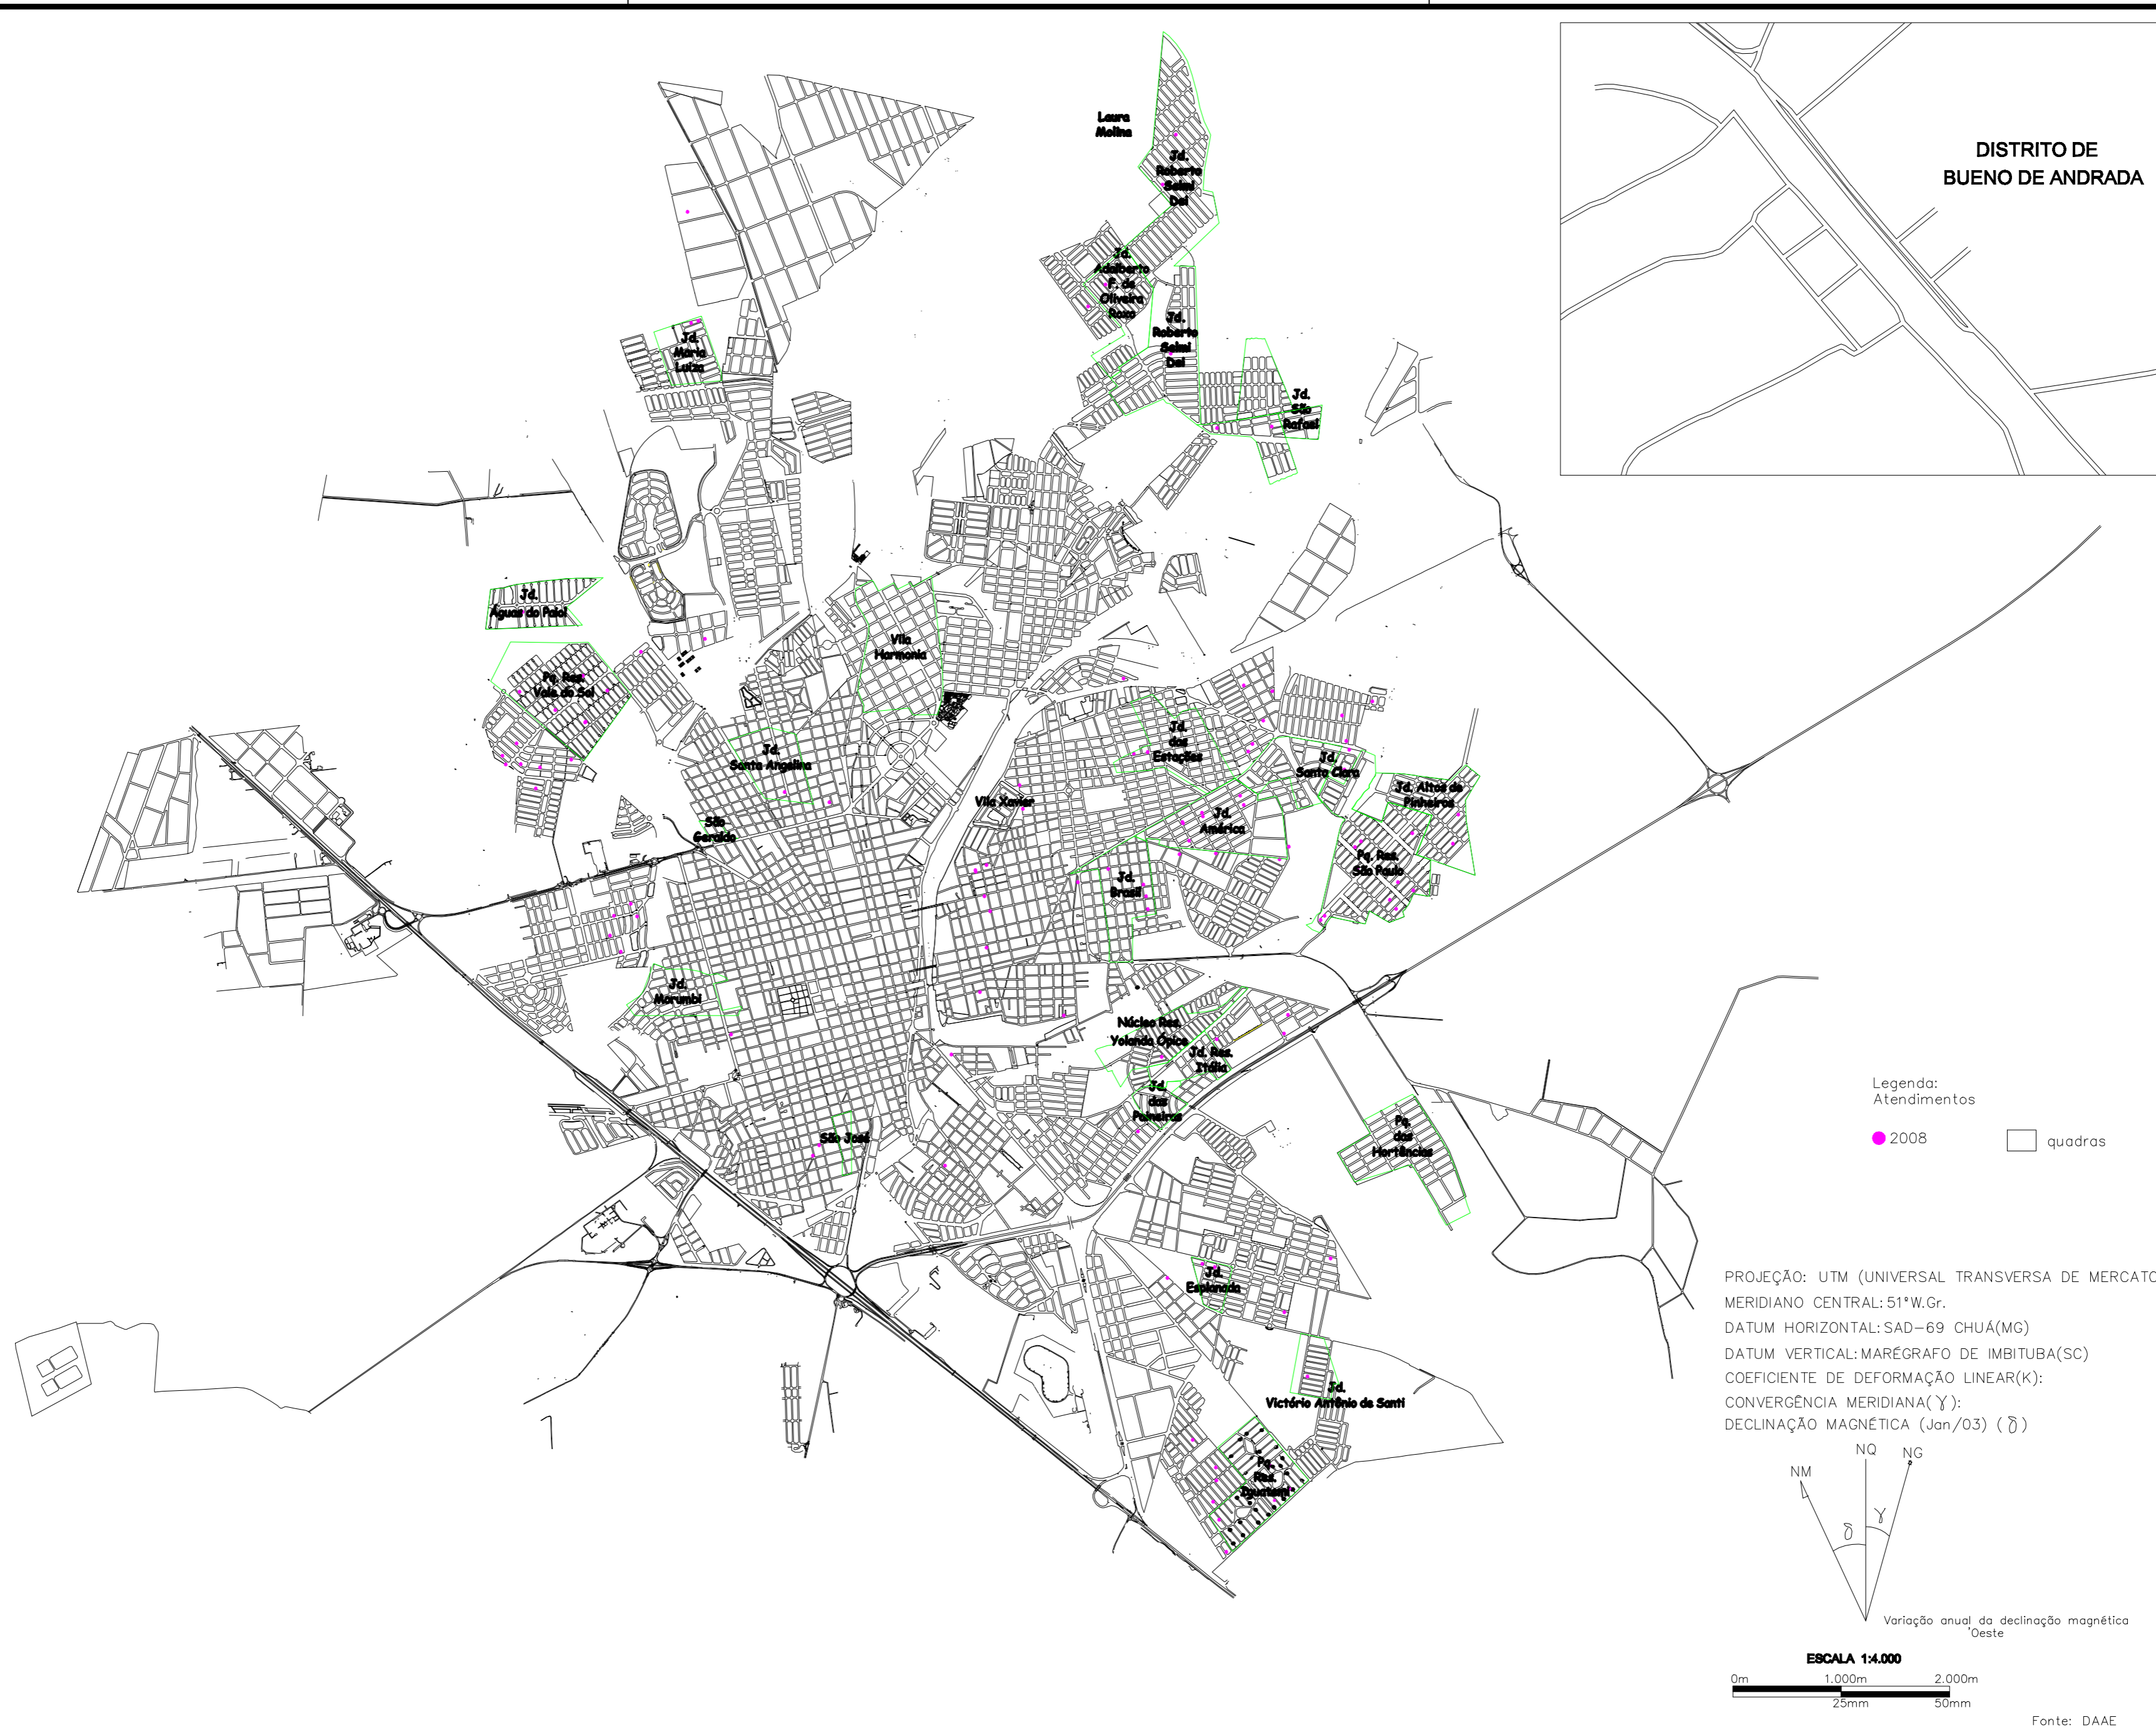 DISTRITO DE
BUENO DE ANDRADA
Laura
Molina
Jd.
Roberto
Selmi
Dei
Jd.
Adalberto
F. de
Oliveira
Roxo
Jd.
Roberto
Selmi
Dei
Jd.
Maria
Luiza
Jd.
São
Rafael
Jd.
Águas do Paiol
Vila
Harmonia
Pq. Res.
Vale do Sol
Jd.
das
Estações
Jd.
Santa Angelina
Jd.
Santa Clara
Jd. Altos de
Pinheiros
Vila Xavier
São
Geraldo
Jd.
América
Pq. Res.
São Paulo
Jd.
Brasil
Jd.
Morumbi
Núcleo Res.
Yolanda Ópice
Jd. Res.
Itália
Jd.
das
Paineiras
São José
Pq.
das
Hortências
Jd.
Esplanada
Jd.
Victório Antônio de Santi
Pq.
Res.
Iguatemi
Legenda:
Atendimentos
2008
quadras
PROJEÇÃO: UTM (UNIVERSAL TRANSVERSA DE MERCATO
MERIDIANO CENTRAL: 51°W.Gr.
DATUM HORIZONTAL: SAD-69 CHUÁ(MG)
DATUM VERTICAL: MARÉGRAFO DE IMBITUBA(SC)
COEFICIENTE DE DEFORMAÇÃO LINEAR(K):
CONVERGÊNCIA MERIDIANA(γ):
DECLINAÇÃO MAGNÉTICA (Jan/03) (δ)
NQ
NG
NM
γ
δ
Variação anual da declinação magnética
'Oeste
ESCALA 1:4.000
0m 1.000m 2.000m
25mm 50mm
Fonte: DAAE